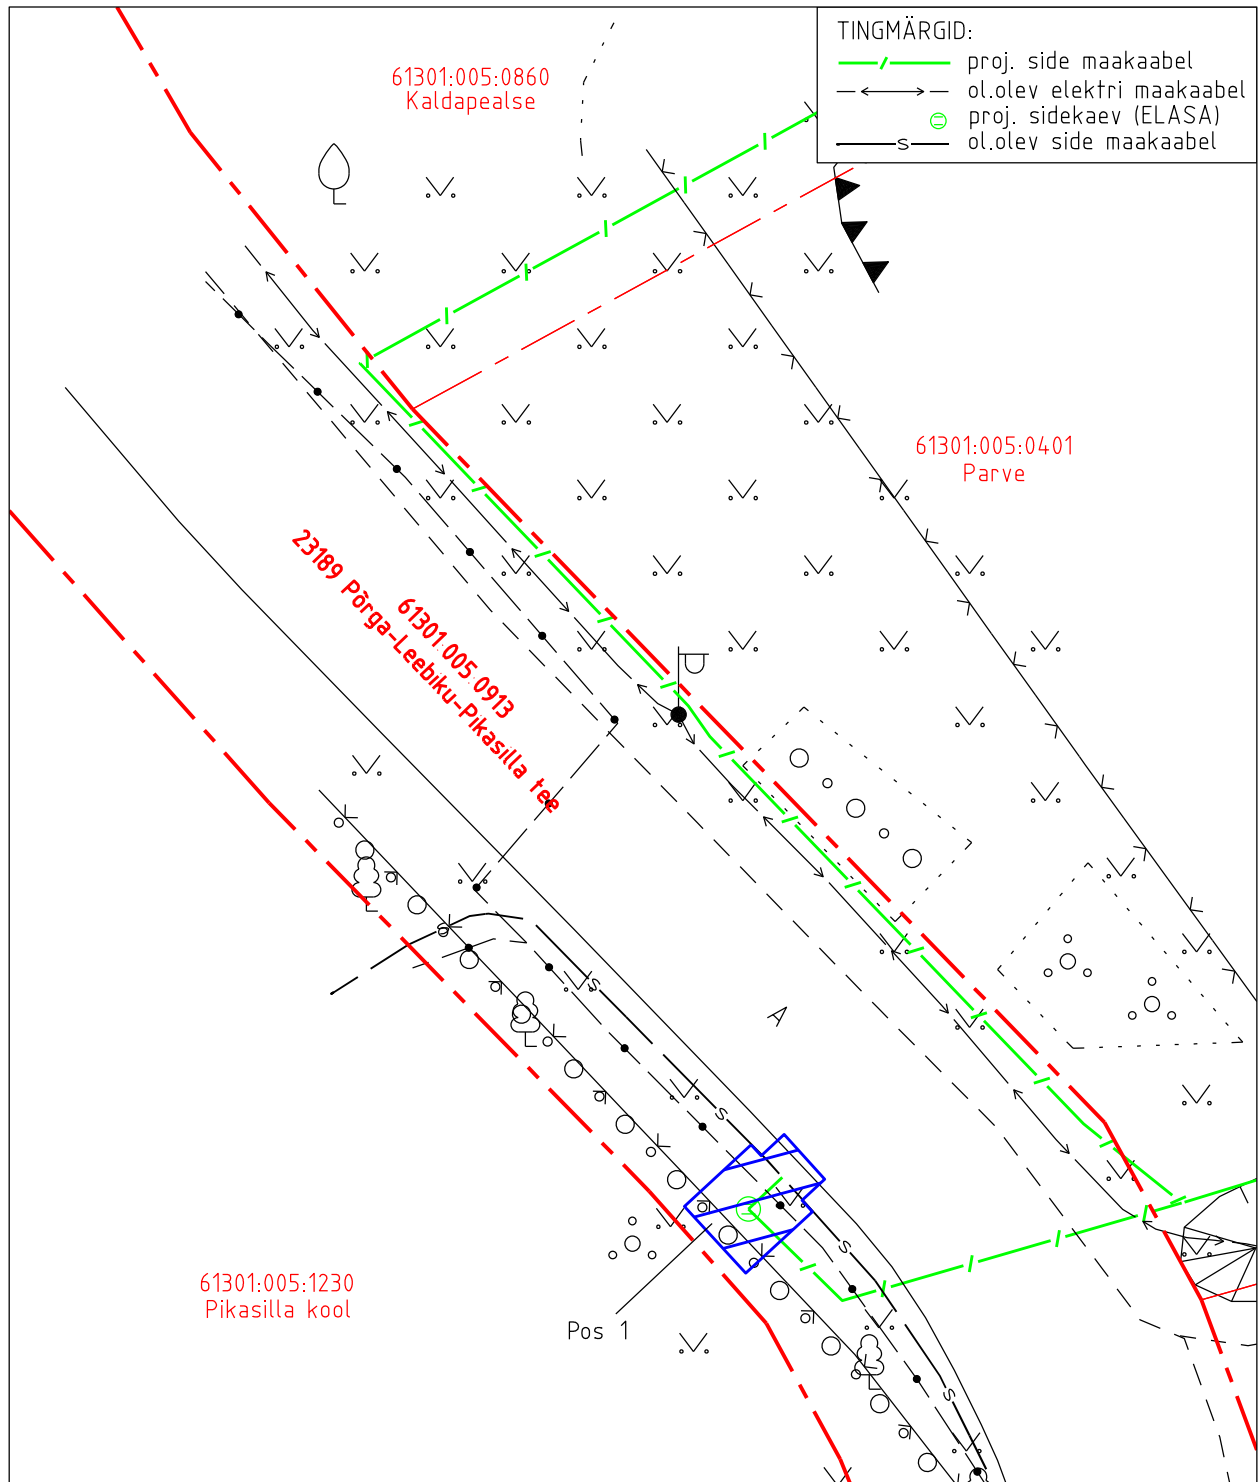 TINGMÄRGID:
proj. side maakaabel
ol.olev elektri maakaabel
proj. sidekaev (ELASA)
ol.olev side maakaabel
61301:005:0860
Kaldapealse
61301:005:0401
Parve
61301:005:0913
23189 Põrga-Leebiku-Pikasilla tee
A
61301:005:1230
Pikasilla kool
Pos 1